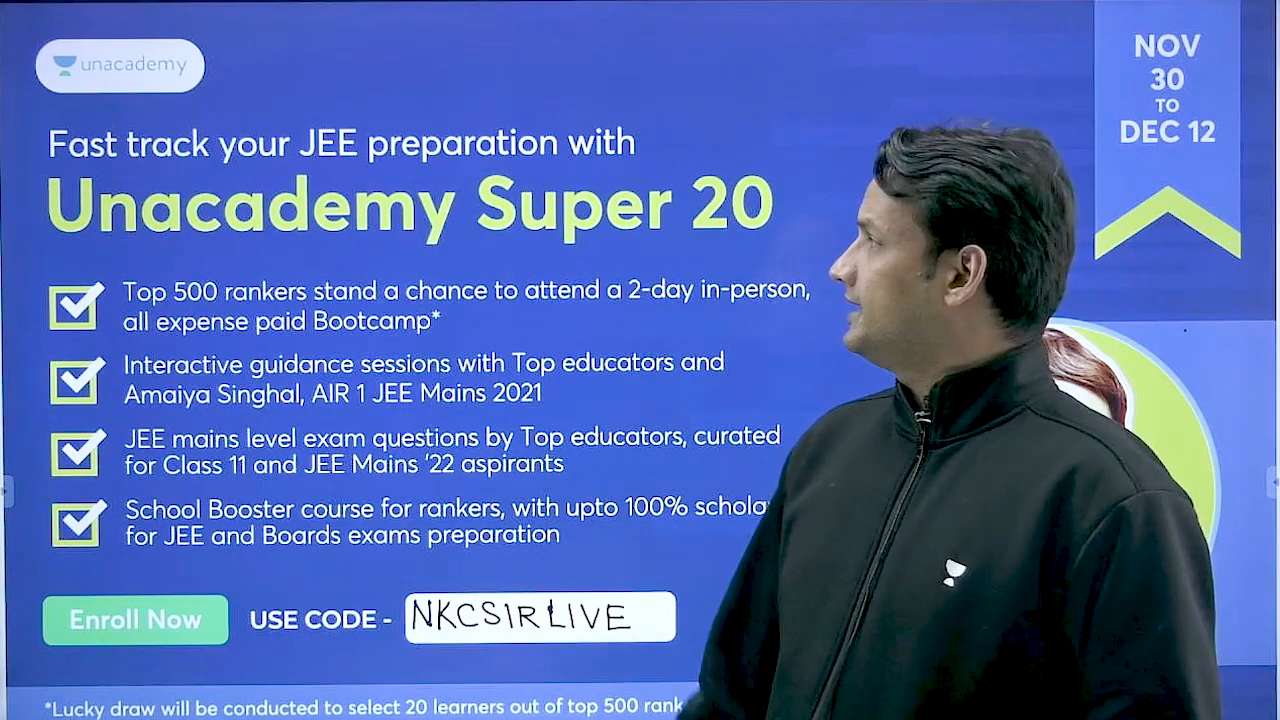 unacademy
NOV
30
TO
DEC 12
Fast track your JEE preparation with
Unacademy Super 20
Top 500 rankers stand a chance to attend a 2-day in-person,
all expense paid Bootcamp*
Interactive guidance sessions with Top educators and
Amaiya Singhal, AIR 1 JEE Mains 2021
JEE mains level exam questions by Top educators, curated
for Class 11 and JEE Mains '22 aspirants
School Booster course for rankers, with upto 100%
for JEE and Boards exams preparation
Enroll Now
USE CODE - NKCSIRLIVE
*Lucky draw will be conducted to select 20 learners out of top 500